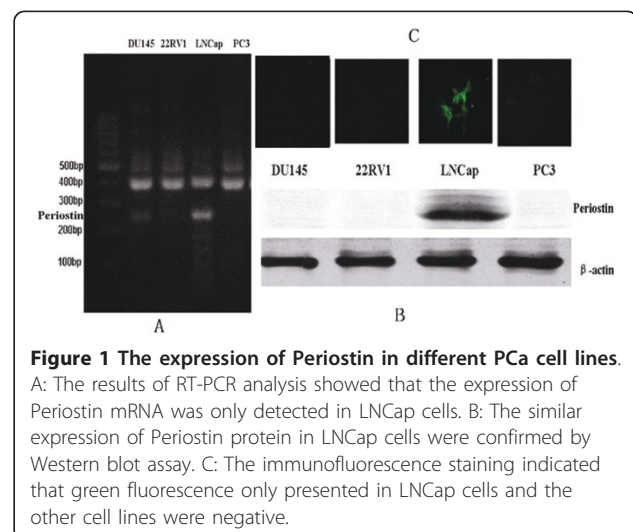 DU145 22RV1 LNCap PC3
C
500bp
400bp
300bp
Periostin
200bp
100bp
A
DU145 22RV1 LNCap PC3
Periostin
β-actin
B
Figure 1 The expression of Periostin in different PCa cell lines.
A: The results of RT-PCR analysis showed that the expression of
Periostin mRNA was only detected in LNCap cells. B: The similar
expression of Periostin protein in LNCap cells were confirmed by
Western blot assay. C: The immunofluorescence staining indicated
that green fluorescence only presented in LNCap cells and the
other cell lines were negative.